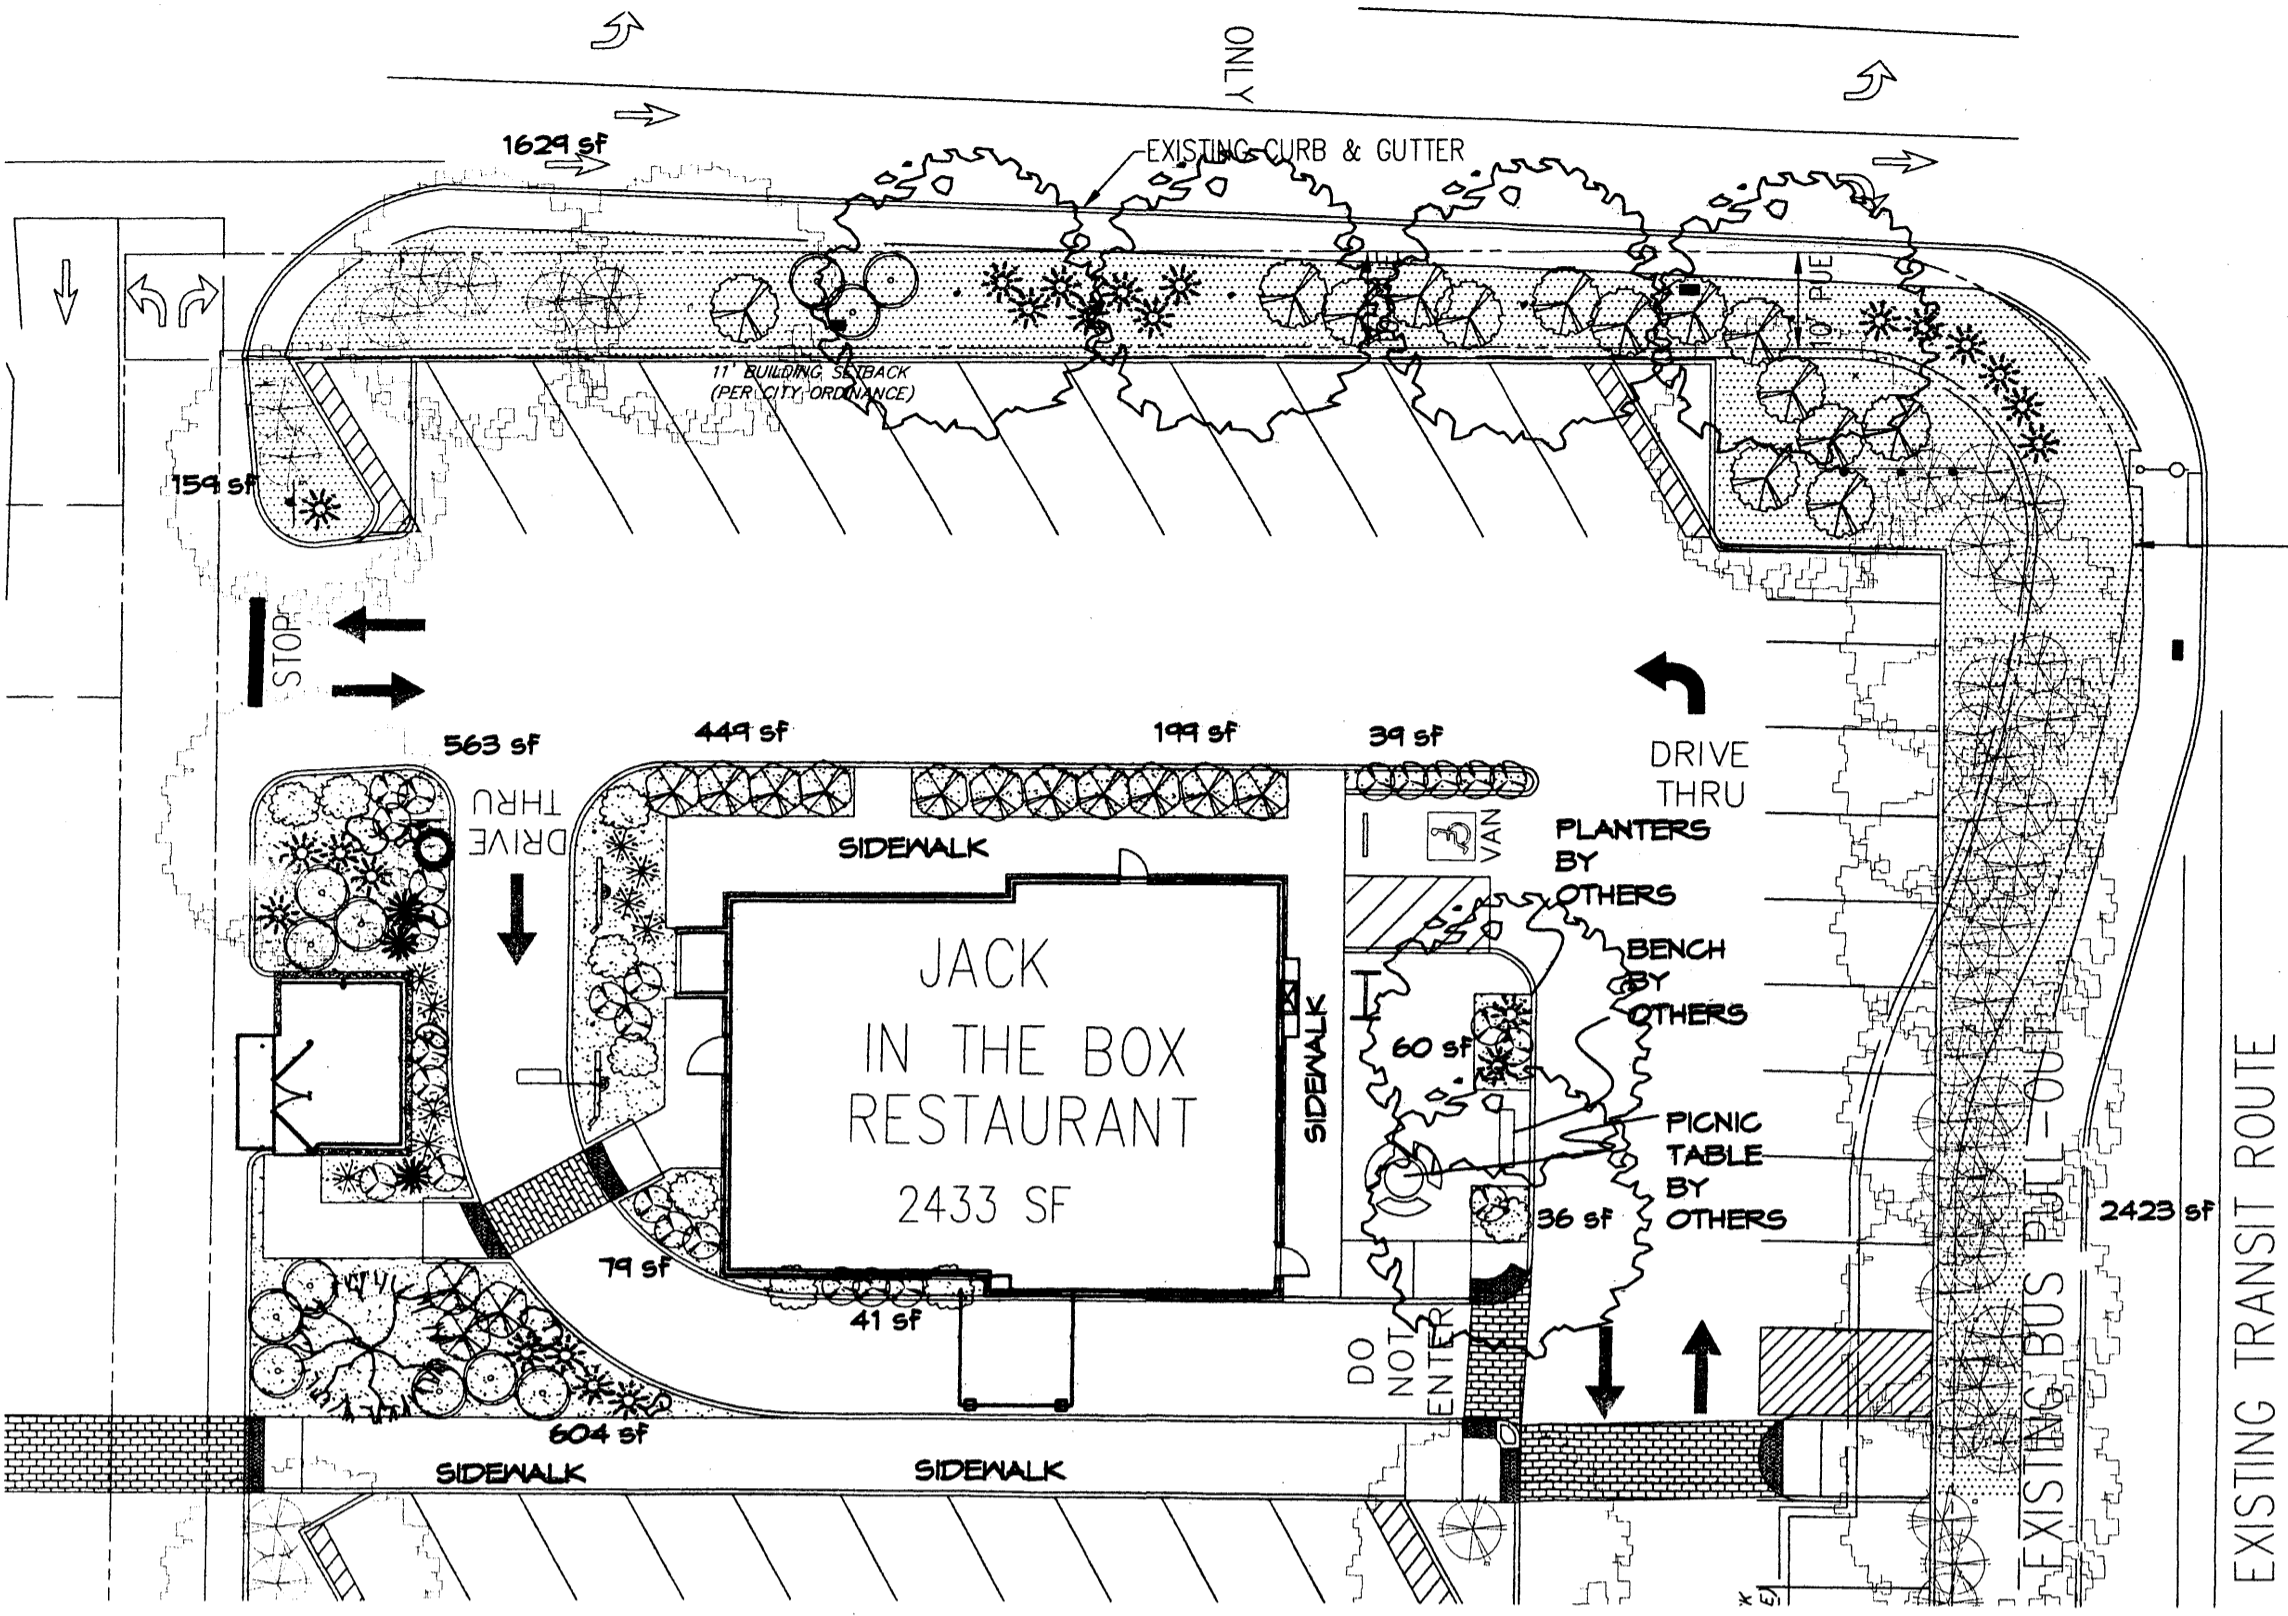 ONLY
EXISTING CURB & GUTTER
1629 sf
10' PUE
11' BUILDING SETBACK
(PER CITY ORDINANCE)
159 sf
STOP
563 sf
449 sf
199 sf
39 sf
DRIVE
THRU
DRIVE
THRU
VAN
SIDEWALK
PLANTERS
BY
OTHERS
BENCH
BY
OTHERS
JACK
IN THE BOX
RESTAURANT
2433 SF
SIDEWALK
60 sf
PICNIC
TABLE
BY
OTHERS
36 sf
2423 sf
79 sf
41 sf
DO
NOT
ENTER
604 sf
SIDEWALK
SIDEWALK
EXISTING BUS PULL-OUT
EXISTING TRANSIT ROUTE